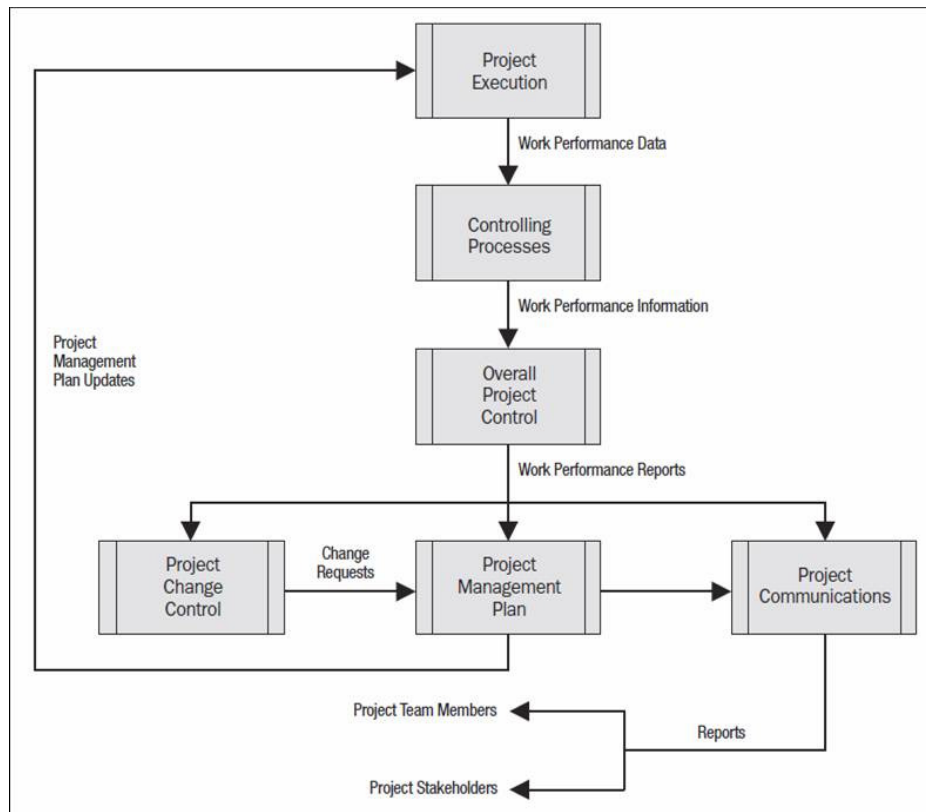 Project
Execution
Work Performance Data
Controlling
Processes
Work Performance Information
Project
Management
Plan Updates
Overall
Project
Control
Work Performance Reports
Project
Change
Control
Change
Requests
Project
Management
Plan
Project
Communications
Project Team Members
Reports
Project Stakeholders